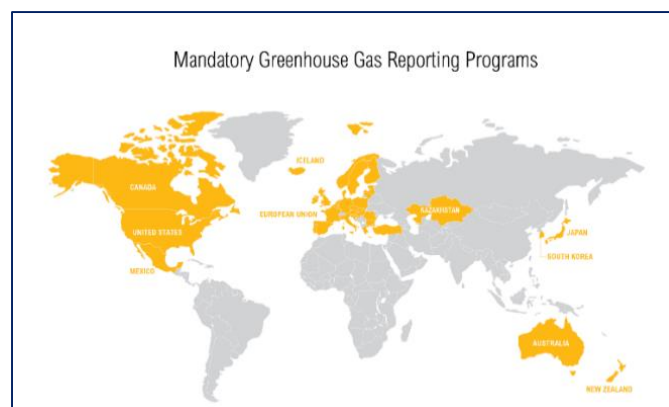 Mandatory Greenhouse Gas Reporting Programs
ICELAND
CANADA
EUROPEAN UNION
KAZAKHSTAN
UNITED STATES
JAPAN
SOUTH KOREA
MEXICO
AUSTRALIA
NEW ZEALAND